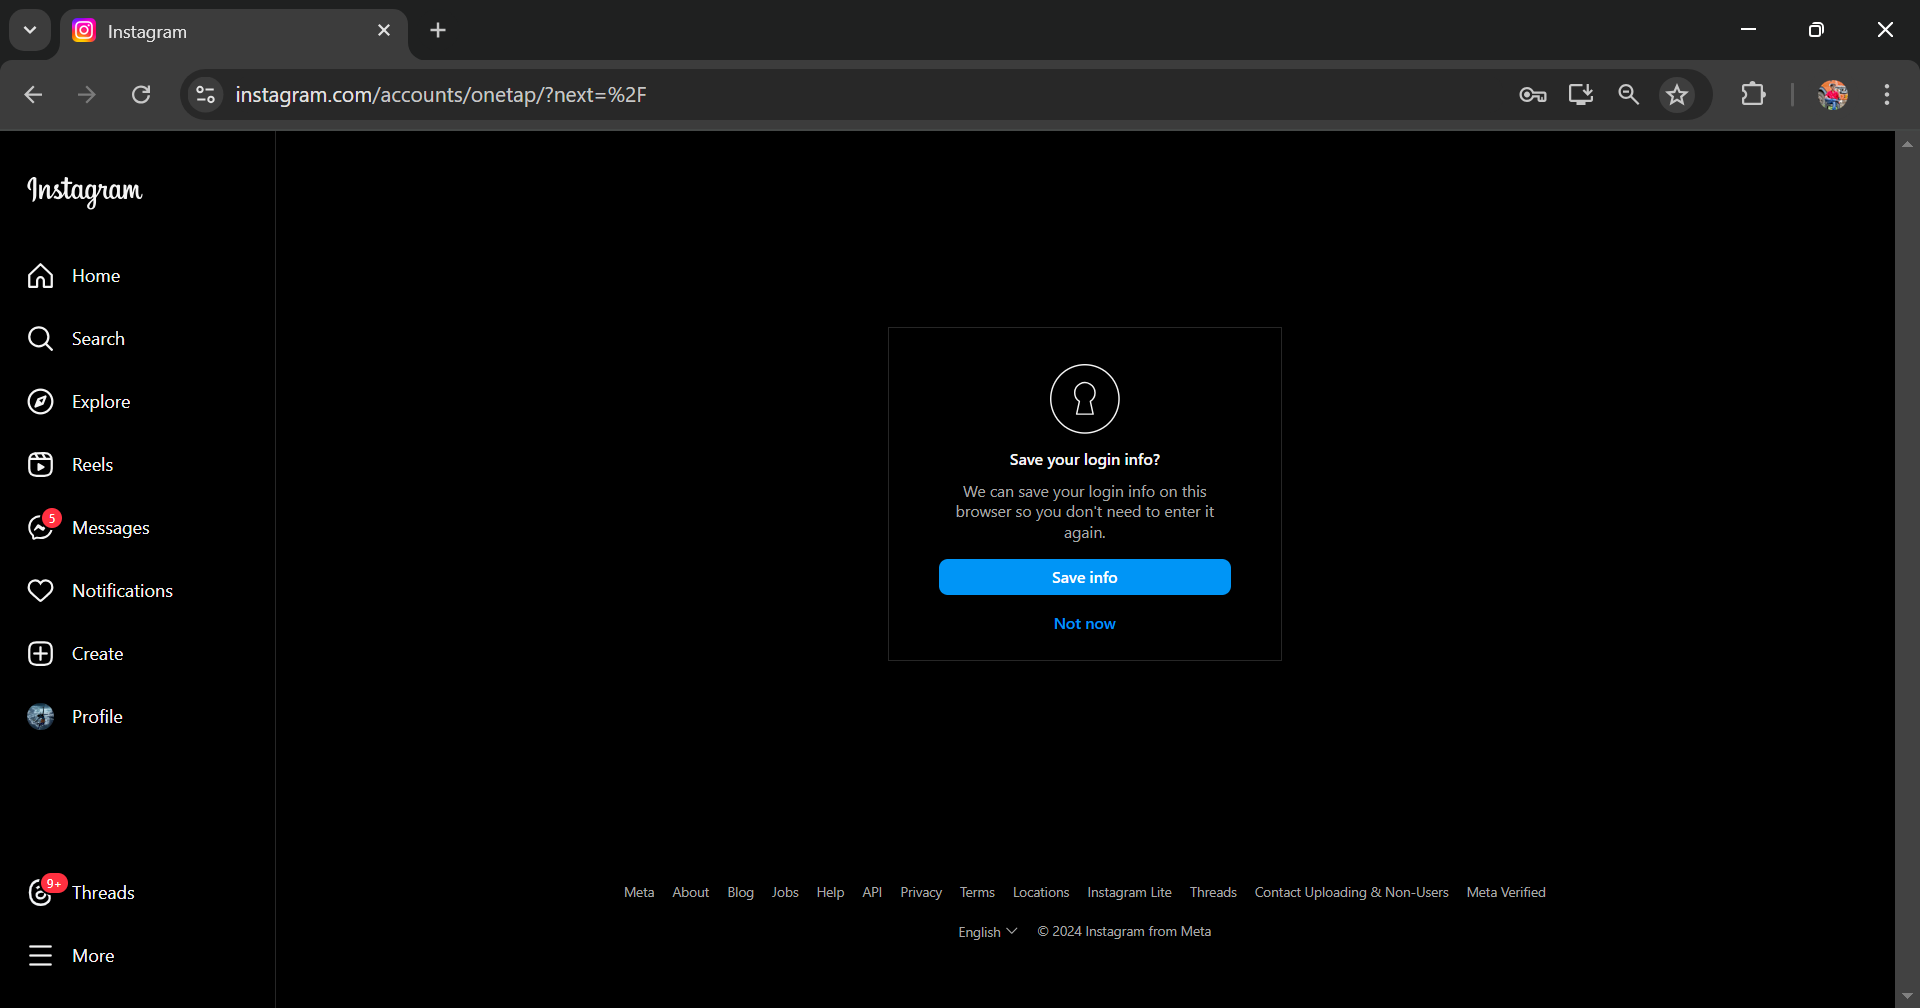 Instagram
instagram.com/accounts/onetap/?next=%2F
Instagram
Home
Search
Explore
Reels
5
Messages
Notifications
Create
Profile
9+
Threads
More
Save your login info?
We can save your login info on this
browser so you don't need to enter it
again.
Save info
Not now
Meta About Blog Jobs Help API Privacy Terms Locations Instagram Lite Threads Contact Uploading & Non-Users Meta Verified
English © 2024 Instagram from Meta